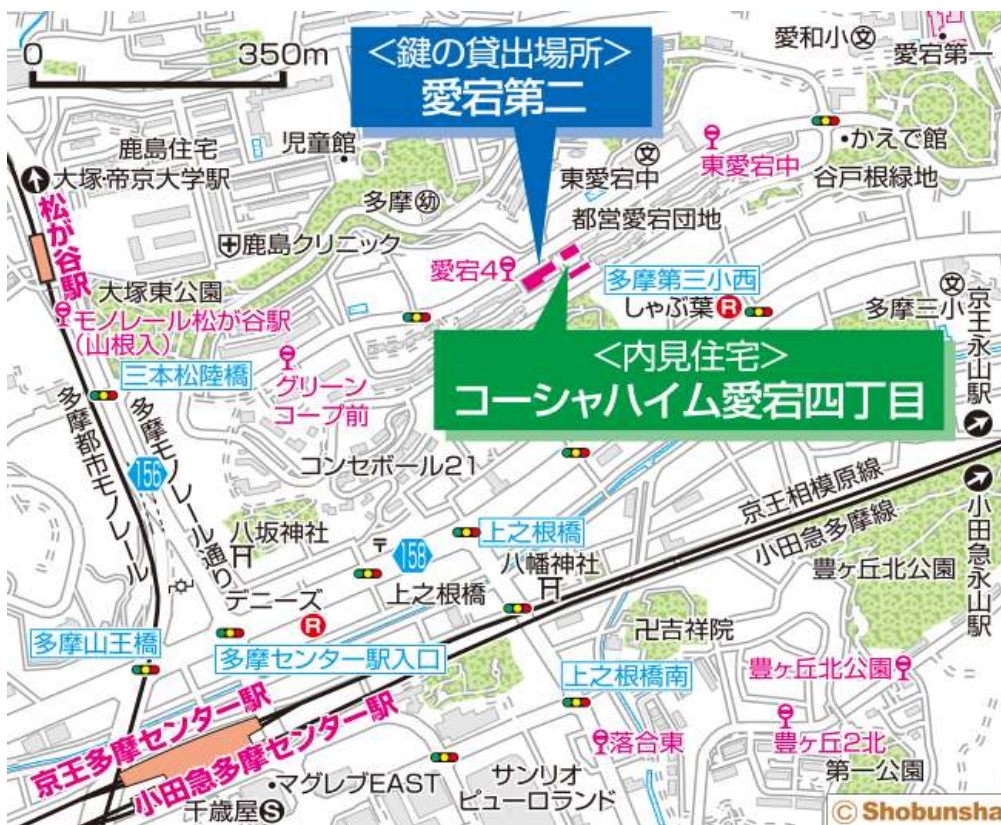 0 350m
<鍵の貸出場所>
愛宕第二
愛和小文
愛宕第一
鹿島住宅
児童館
大塚・帝京大学駅
松が谷駅
多摩幼
鹿島クリニック
文
東愛宕中
東愛宕中
かえで館
谷戸根緑地
都営愛宕団地
愛宕4
多摩第三小西
しゃぶ葉R
文
多摩三小
京王永山駅
大塚東公園
モノレール松が谷駅
(山根入)
三本松陸橋
グリーン
コープ前
<内見住宅>
コーシャハイム愛宕四丁目
多摩都市モノレール
156
多摩モノレール通り
コンセボール21
京王相模原線
小田急多摩線
小田急永山駅
八坂神社
〒
158
上之根橋
上之根橋
八幡神社
豊ヶ丘北公園
デニーズ
R
卍吉祥院
多摩山王橋
多摩センター駅入口
上之根橋南
豊ヶ丘北公園
京王多摩センター駅
小田急多摩センター駅
落合東
豊ヶ丘2北
第一公園
マグレブEAST
サンリオ
ピューロランド
千歳屋S
© Shobunsha